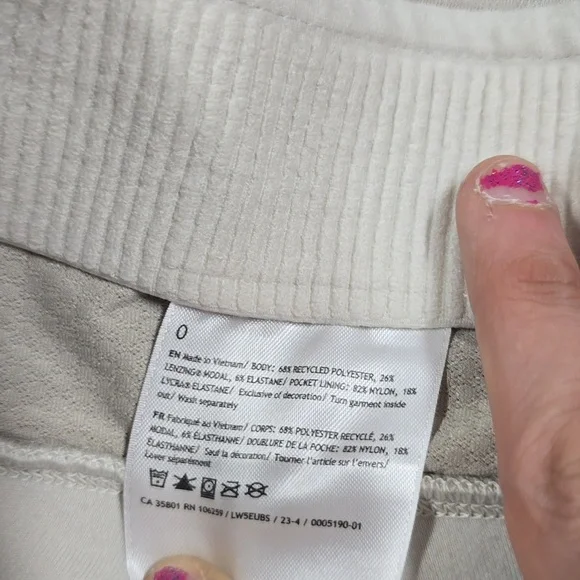 0
EN Made in Vietnam/ BODY: 68% RECYCLED POLYESTER, 26%
LENZING® MODAL, 6% ELASTANE/ POCKET LINING: 82% NYLON, 18%
LYCRA® ELASTANE/ Exclusive of decoration/ Turn garment inside
out/ Wash separately
FR Fabriqué au Vietnam/ CORPS: 68% POLYESTER RECYCLÉ, 26%
MODAL, 6% ÉLASTHANNE/ DOUBLURE DE LA POCHE: 82% NYLON, 18%
ÉLASTHANNE/ Sauf la décoration/ Tourner l'article sur l'envers/
Laver séparément
CA 35801 RN 106259 / LW5EUBS / 23-4 / 0005190-01